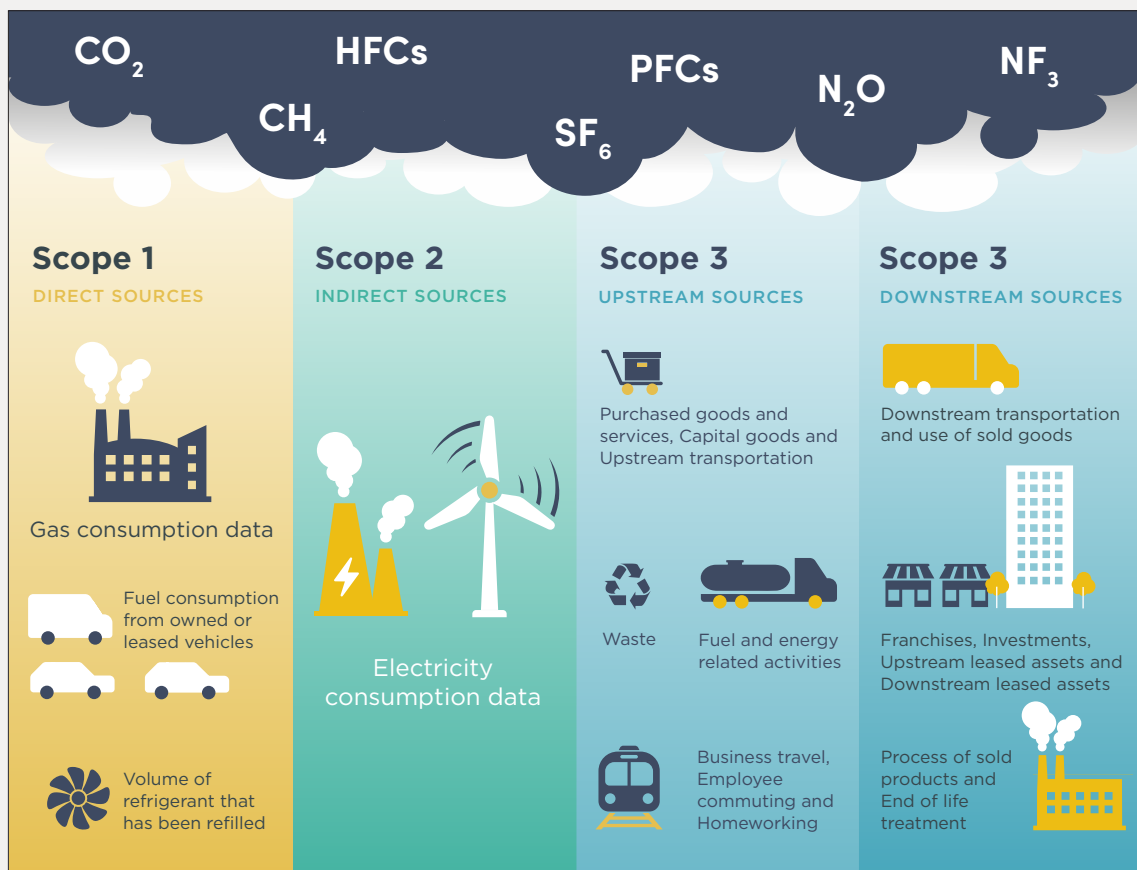 CO₂
HFCs
PFCs
NF₃
CH₄
SF₆
N₂O
Scope 1
DIRECT SOURCES
Gas consumption data
Fuel consumption
from owned or
leased vehicles
Volume of
refrigerant that
has been refilled
Scope 2
INDIRECT SOURCES
Electricity
consumption data
Scope 3
UPSTREAM SOURCES
Purchased goods and
services, Capital goods and
Upstream transportation
Waste
Fuel and energy
related activities
Business travel,
Employee
commuting and
Homeworking
Scope 3
DOWNSTREAM SOURCES
Downstream transportation
and use of sold goods
Franchises, Investments,
Upstream leased assets and
Downstream leased assets
Process of sold
products and
End of life
treatment